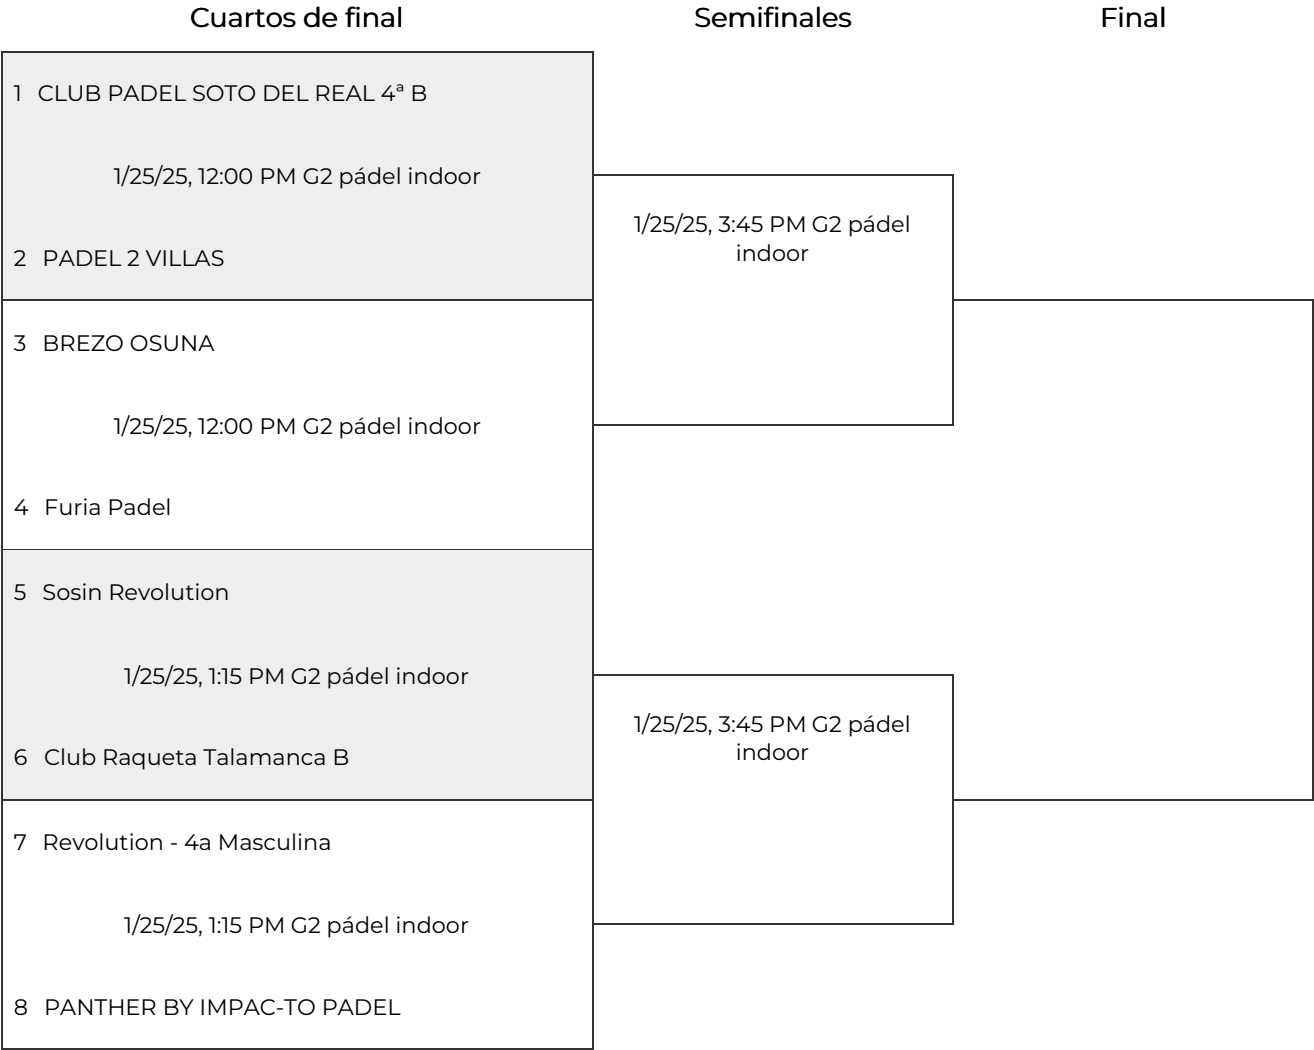 Cuartos de final
Semifinales
Final
1 CLUB PADEL SOTO DEL REAL 4ª B
1/25/25, 12:00 PM G2 pádel indoor
2 PADEL 2 VILLAS
3 BREZO OSUNA
1/25/25, 12:00 PM G2 pádel indoor
4 Furia Padel
5 Sosin Revolution
1/25/25, 1:15 PM G2 pádel indoor
6 Club Raqueta Talamanca B
7 Revolution - 4a Masculina
1/25/25, 1:15 PM G2 pádel indoor
8 PANTHER BY IMPAC-TO PADEL
1/25/25, 3:45 PM G2 pádel
indoor
1/25/25, 3:45 PM G2 pádel
indoor